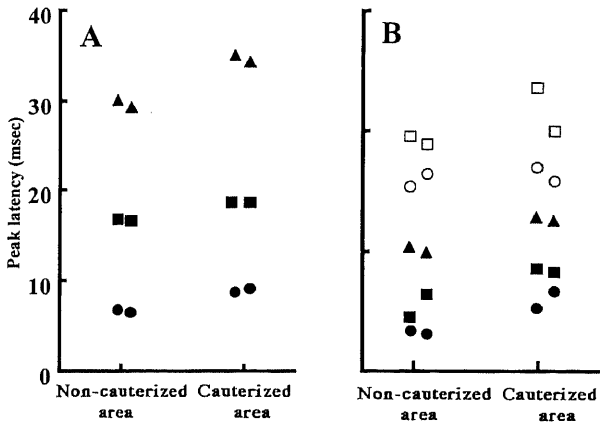 A
B
40
30
20
10
0
Peak latency (msec)
Non-cauterized
area
Cauterized
area
Non-cauterized
area
Cauterized
area